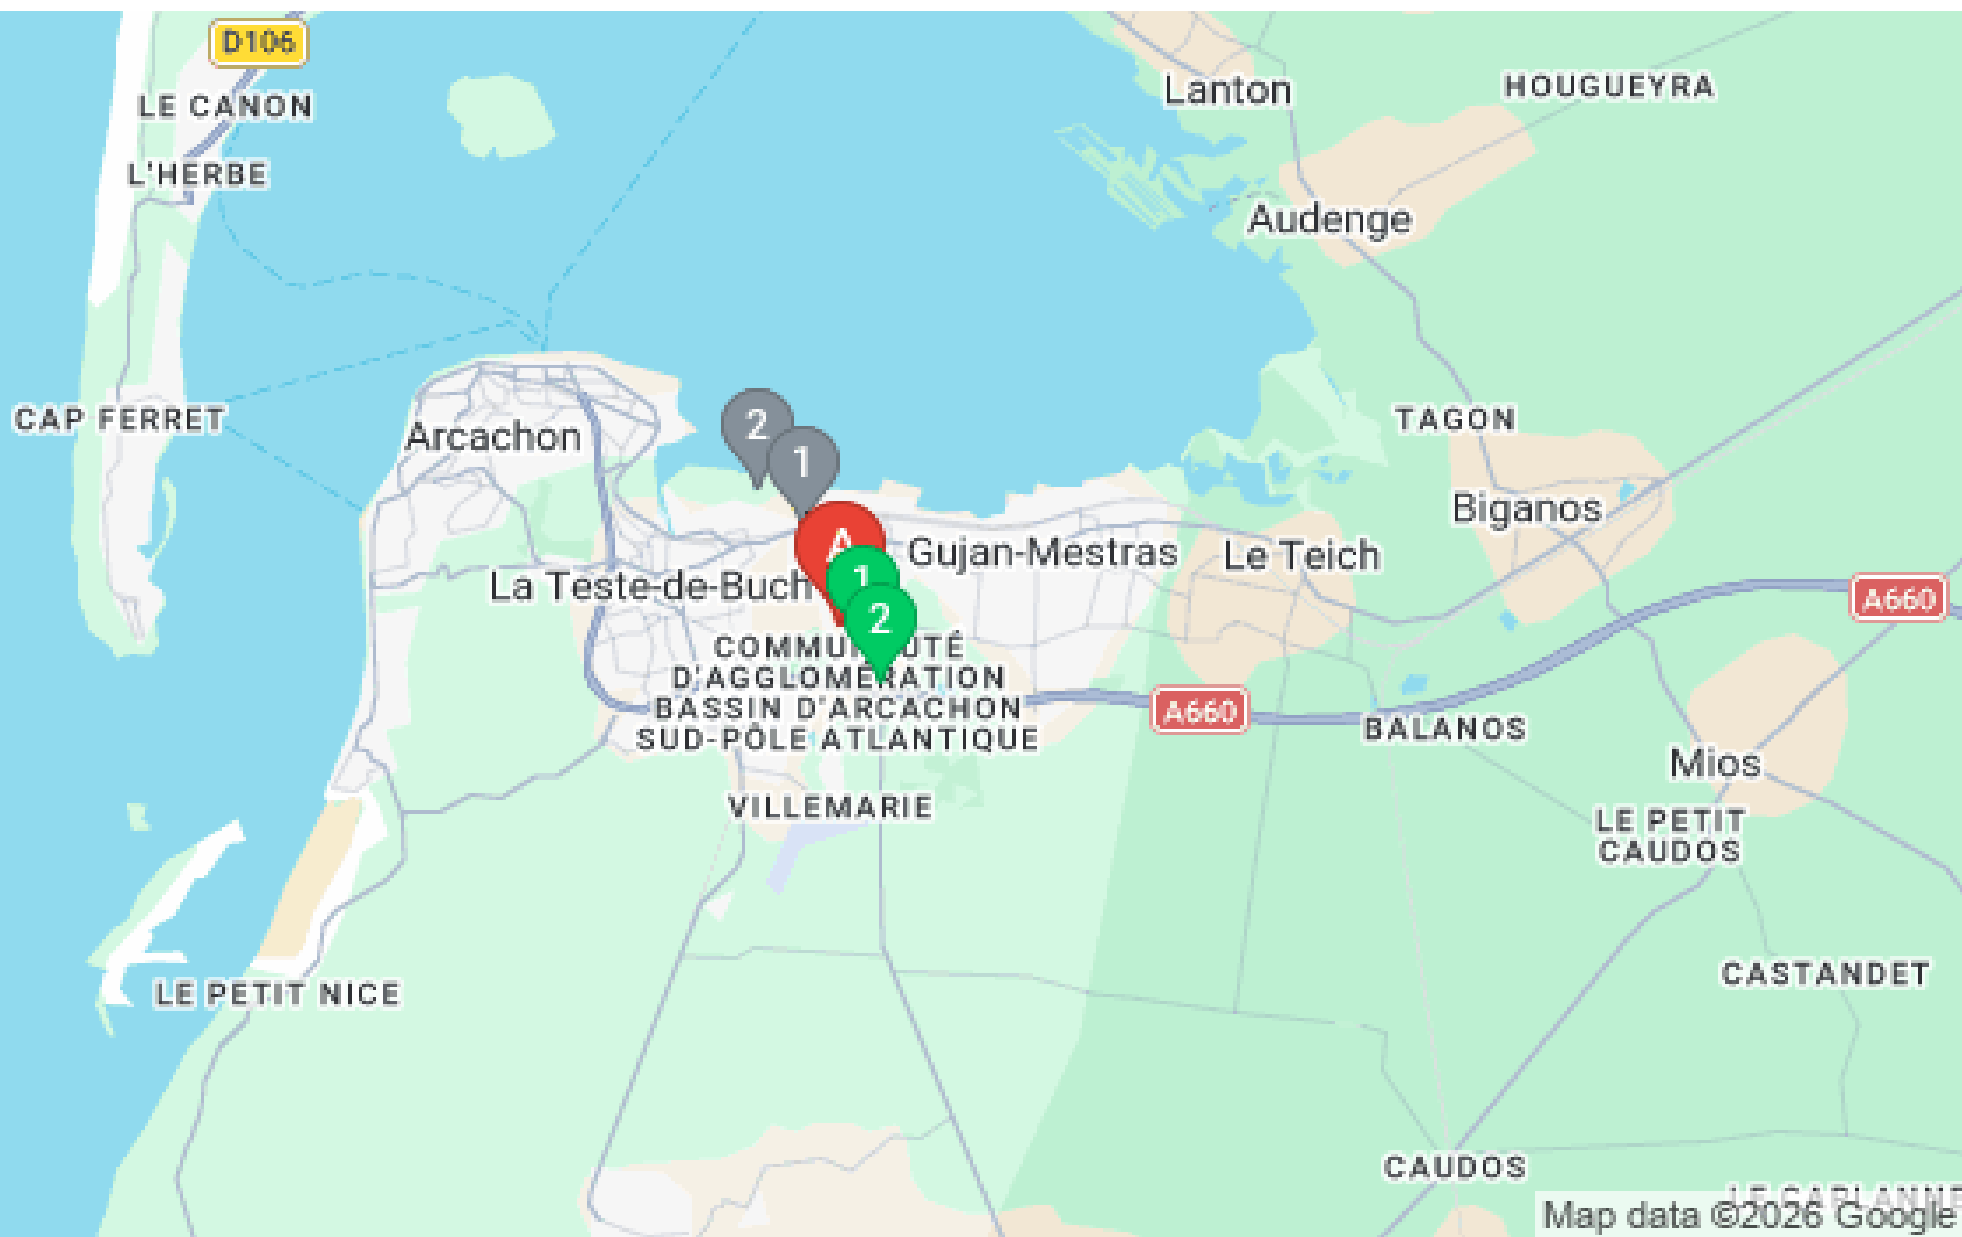 D106
LE CANON
L'HERBE
Lanton
HOUGUEYRA
Audenge
CAP FERRET
Arcachon
TAGON
2
1
A
Biganos
Gujan-Mestras
Le Teich
La Teste-de-Buch
1
2
A660
COMMUNAUTÉ
D'AGGLOMÉRATION
BASSIN D'ARCACHON
SUD-PÔLE ATLANTIQUE
A660
BALANOS
Mios
VILLEMARIE
LE PETIT
CAUDOS
LE PETIT NICE
CASTANDET
CAUDOS
Map data ©2026 Google